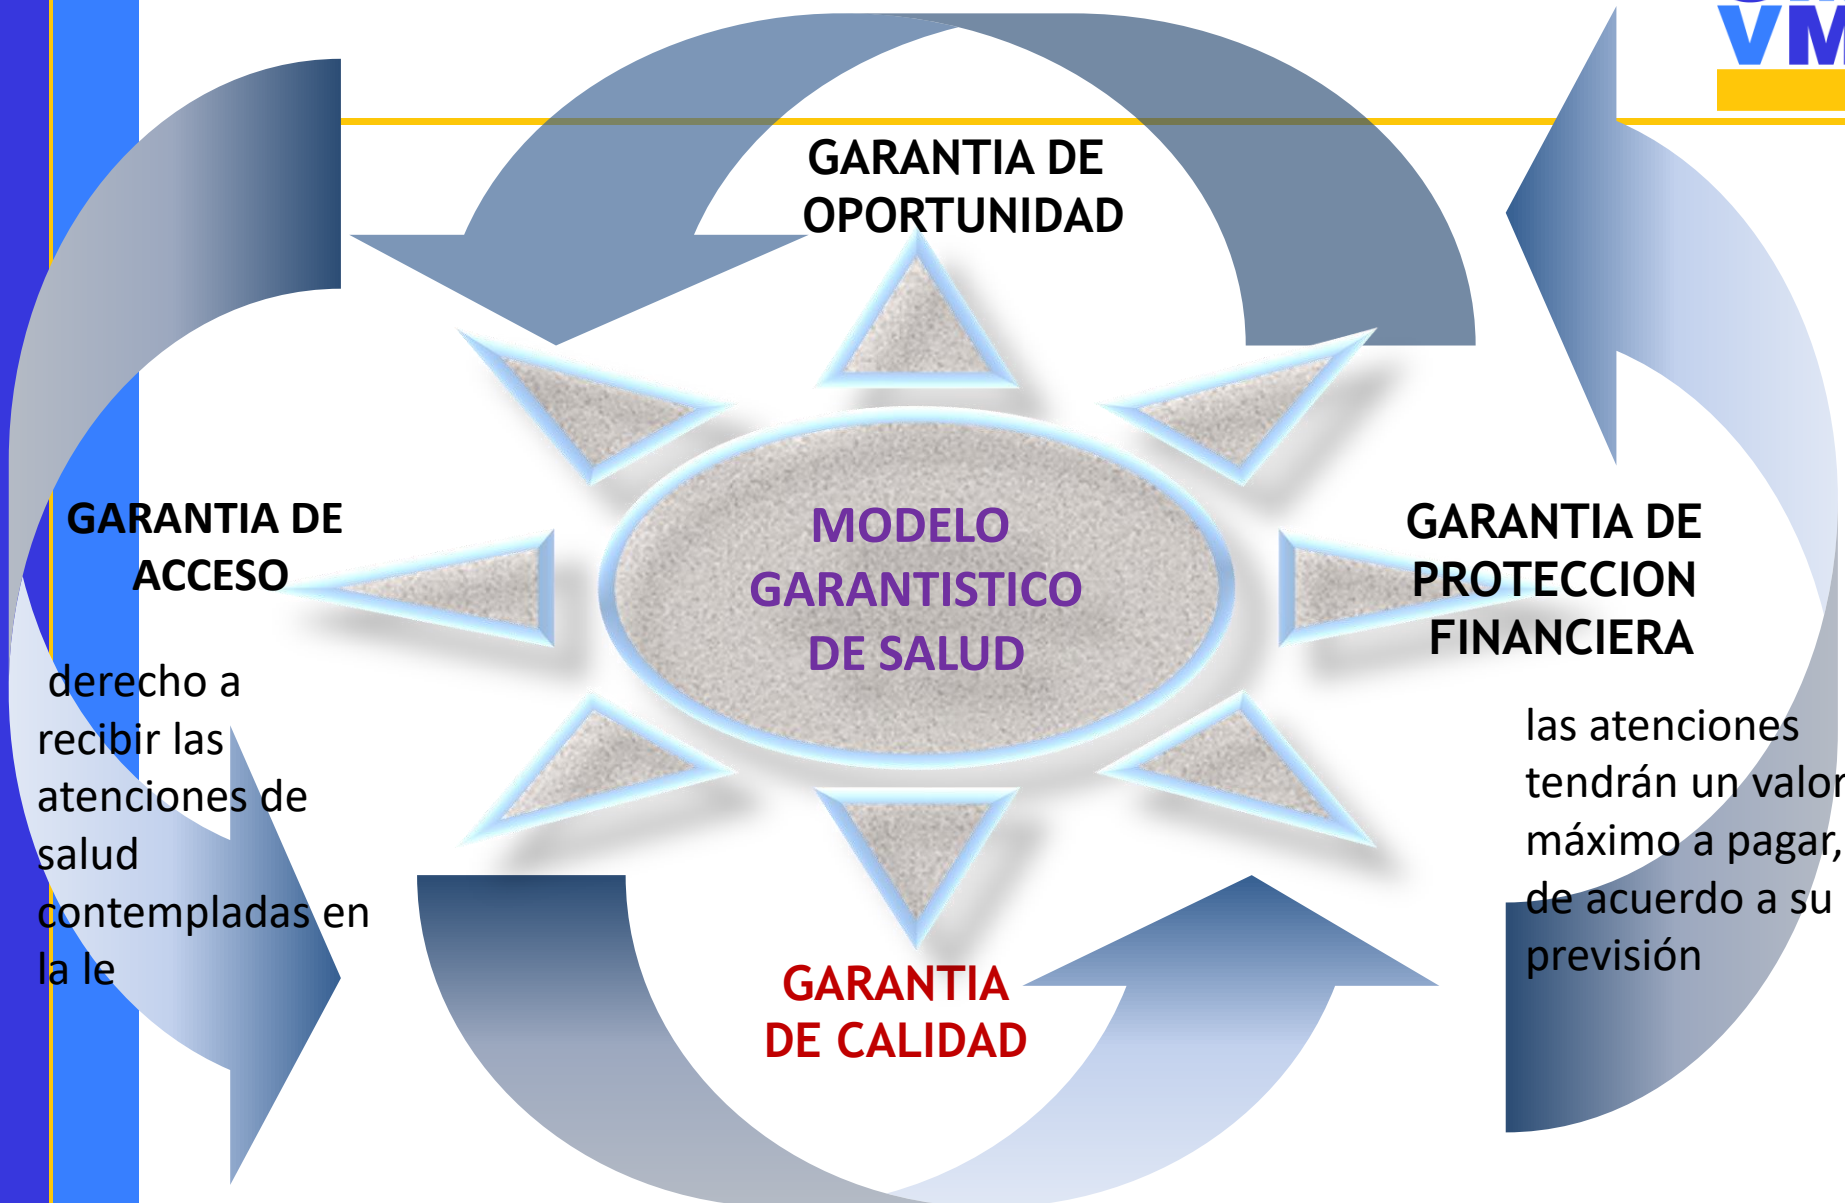 VM
GARANTIA DE
OPORTUNIDAD
GARANTIA DE
ACCESO
derecho a
recibir las
atenciones de
salud
contempladas en
la le
MODELO
GARANTISTICO
DE SALUD
GARANTIA DE
PROTECCION
FINANCIERA
las atenciones
tendrán un valor
máximo a pagar,
de acuerdo a su
previsión
GARANTIA
DE CALIDAD